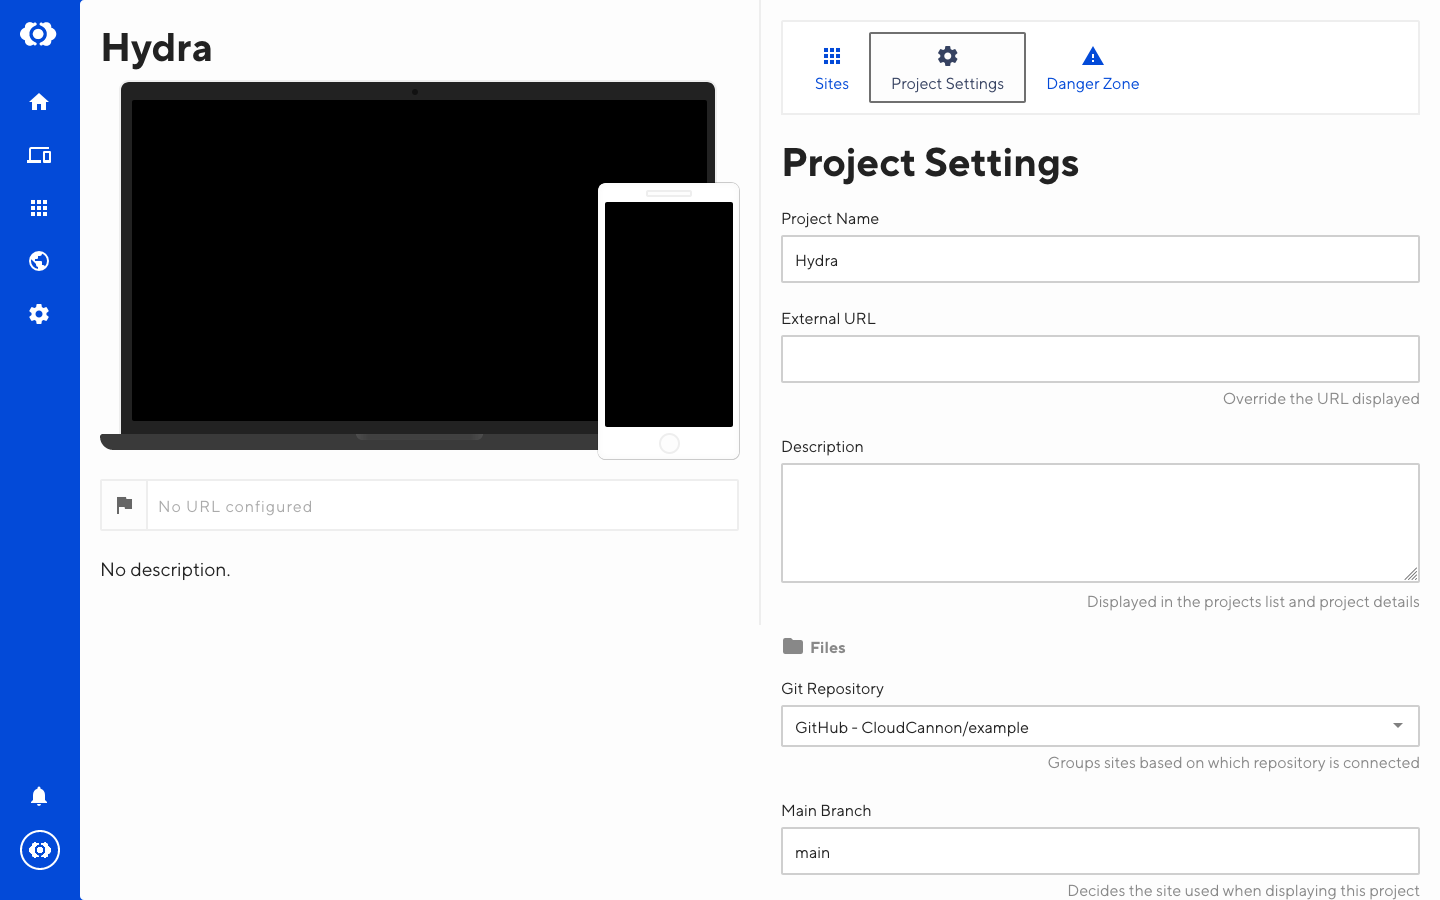 Hydra
No URL configured
No description.
Sites
Project Settings
Danger Zone
Project Settings
Project Name
Hydra
External URL
Override the URL displayed
Description
Displayed in the projects list and project details
Files
Git Repository
GitHub - CloudCannon/example
Groups sites based on which repository is connected
Main Branch
main
Decides the site used when displaying this project